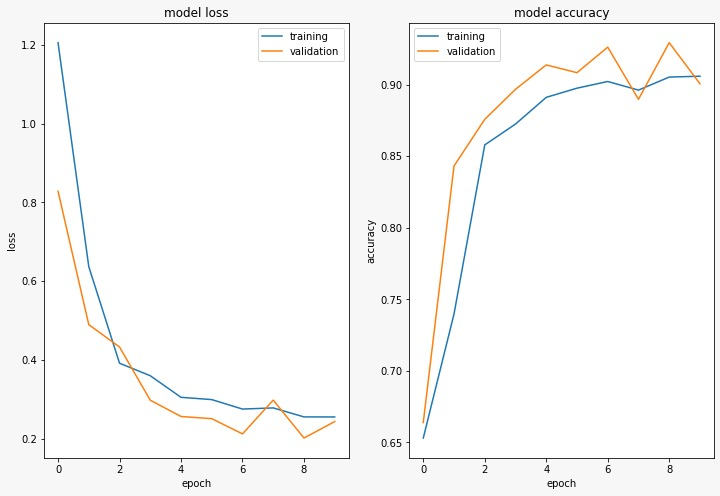 model loss
training
validation
loss
1.2
1.0
0.8
0.6
0.4
0.2
0
2
4
6
8
epoch
model accuracy
training
validation
accuracy
0.90
0.85
0.80
0.75
0.70
0.65
0
2
4
6
8
epoch